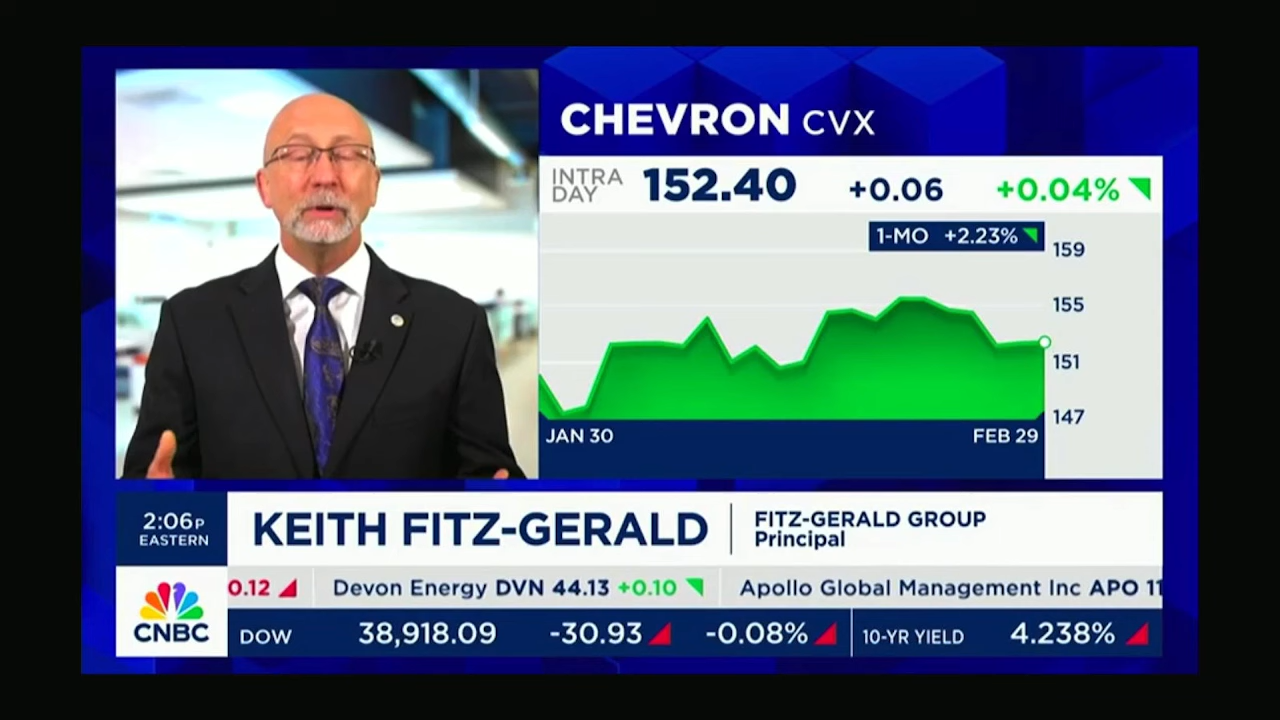 CHEVRON CVX
INTRA DAY 152.40 +0.06 +0.04%
1-MO +2.23%
159
155
151
147
JAN 30 FEB 29
2:06P
EASTERN
KEITH FITZ-GERALD
FITZ-GERALD GROUP
Principal
0.12 Devon Energy DVN 44.13 +0.10 Apollo Global Management Inc APO 11
CNBC
DOW 38,918.09 -30.93 -0.08% 10-YR YIELD 4.238%